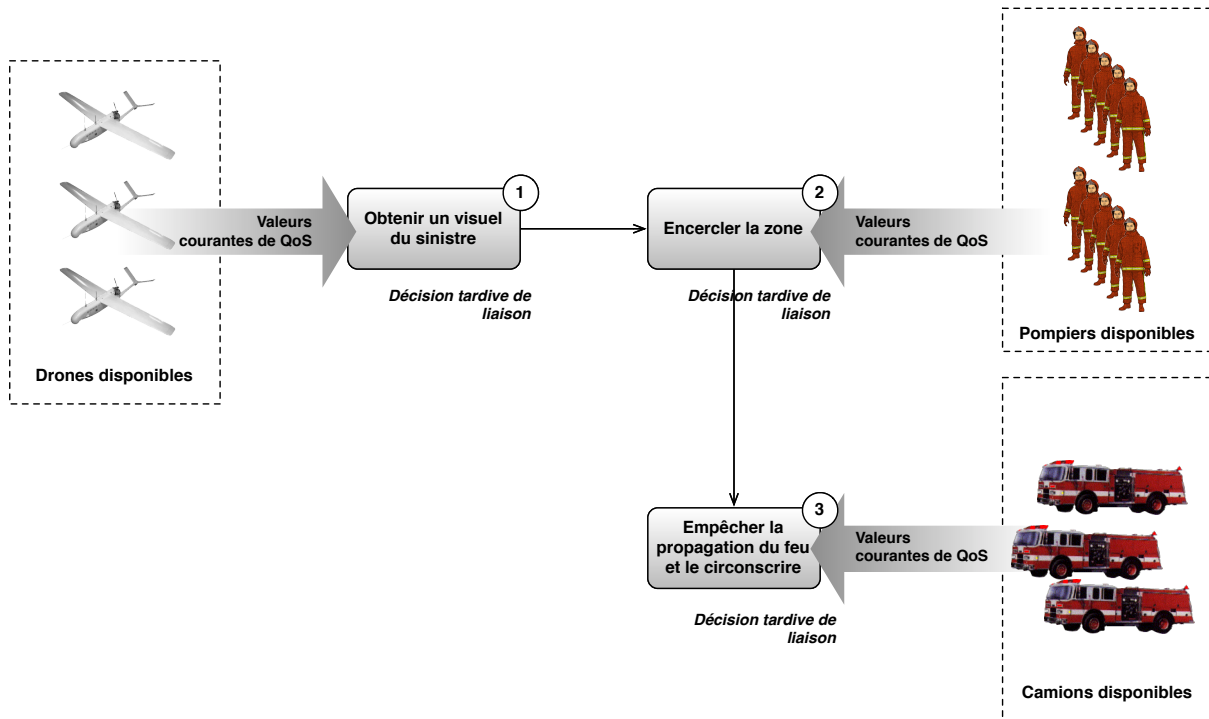 Drones disponibles
Valeurs
courantes de QoS
1
Obtenir un visuel
du sinistre
Décision tardive de
liaison
2
Encercler la zone
Décision tardive de
liaison
Valeurs
courantes de QoS
Pompiers disponibles
3
Empêcher la
propagation du feu
et le circonscrire
Décision tardive de
liaison
Valeurs
courantes de QoS
Camions disponibles